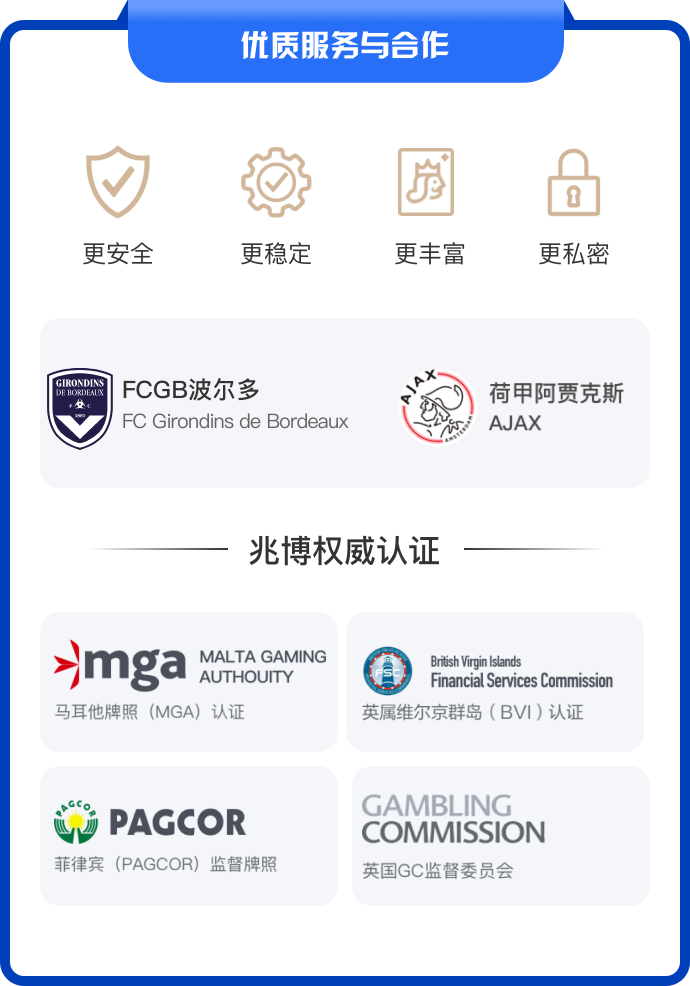 优质服务与合作
更安全
更稳定
更丰富
更私密
GIRONDINS
DE BORDEAUX
F C
1881
FCGB波尔多
FC Girondins de Bordeaux
AJAX
AMSTERDAM
荷甲阿贾克斯
AJAX
兆博权威认证
mga
MALTA GAMING
AUTHOUITY
马耳他牌照（MGA）认证
FSC
British Virgin Islands
Financial Services Commission
英属维尔京群岛（BVI）认证
PAGCOR
PAGCOR
菲律宾（PAGCOR）监督牌照
GAMBLING
COMMISSION
英国GC监督委员会